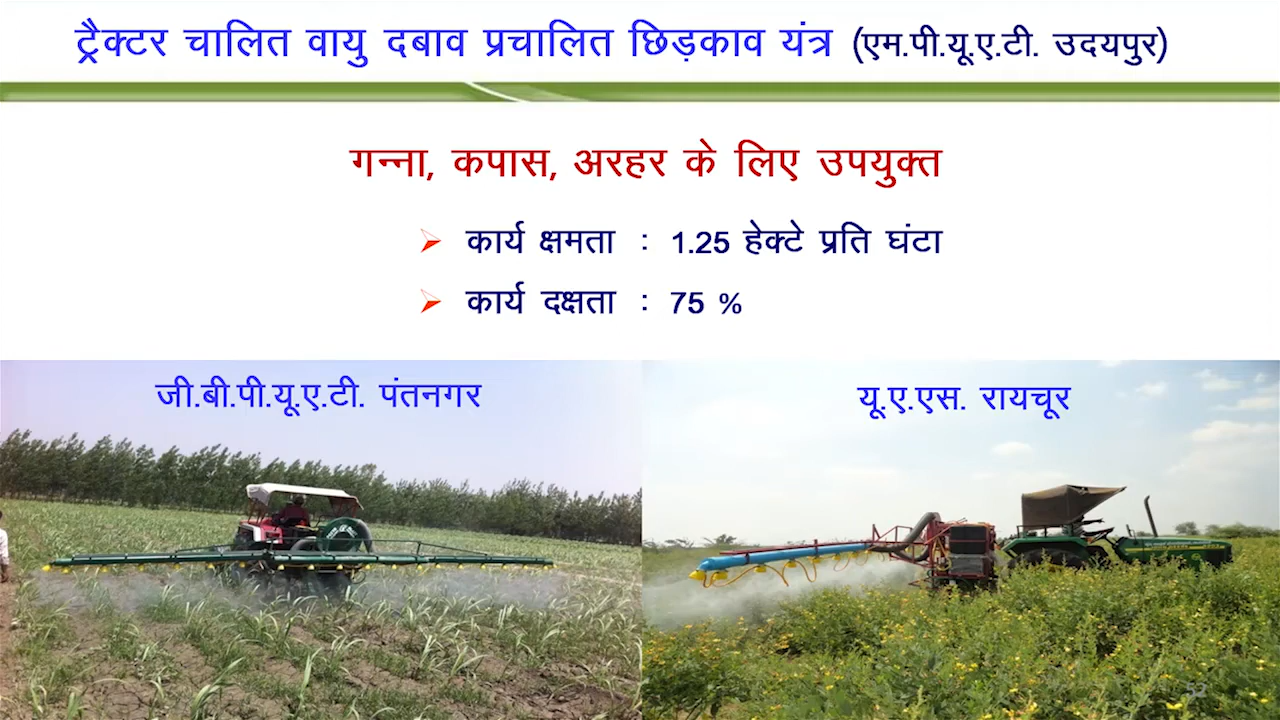 ट्रैक्टर चालित वायु दबाव प्रचालित छिड़काव यंत्र (एम.पी.यू.ए.टी. उदयपुर)
गन्ना, कपास, अरहर के लिए उपयुक्त
कार्य क्षमता : 1.25 हेक्टे प्रति घंटा
कार्य दक्षता : 75 %
जी.बी.पी.यू.ए.टी. पंतनगर
यू.ए.एस. रायचूर
52